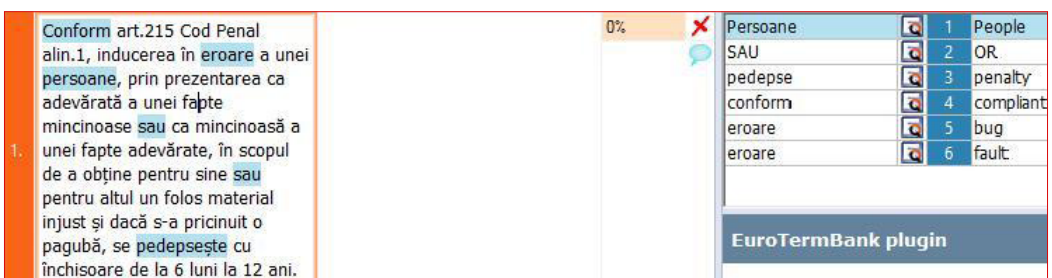 Conform art.215 Cod Penal
alin.1, inducerea în eroare a unei
persoane, prin prezentarea ca
adevărată a unei fapte
mincinoase sau ca mincinoasă a
1. unei fapte adevărate, în scopul
de a obține pentru sine sau
pentru altul un folos material
injust și dacă s-a pricinuit o
pagubă, se pedepsește cu
închisoare de la 6 luni la 12 ani.
0%
Persoane 1 People
SAU 2 OR
pedepse 3 penalty
conform 4 compliant
eroare 5 bug
eroare 6 fault
EuroTermBank plugin